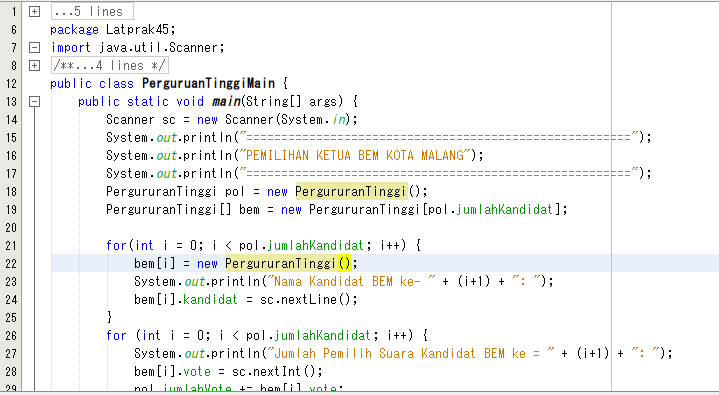 1 ...5 lines
6 package Latprak45;
7 import java.util.Scanner;
8 /**...4 lines */
12 public class PerguruanTinggiMain {
13 public static void main(String[] args) {
14 Scanner sc = new Scanner(System.in);
15 System.out.println("=======================================================");
16 System.out.println("PEMILIHAN KETUA BEM KOTA MALANG");
17 System.out.println("=======================================================");
18 PergururanTinggi pol = new PergururanTinggi();
19 PergururanTinggi[] bem = new PergururanTinggi[pol.jumlahKandidat];
20
21 for(int i = 0; i < pol.jumlahKandidat; i++) {
22 bem[i] = new PergururanTinggi();
23 System.out.println("Nama Kandidat BEM ke- " + (i+1) + ": ");
24 bem[i].kandidat = sc.nextLine();
25 }
26 for (int i = 0; i < pol.jumlahKandidat; i++) {
27 System.out.println("Jumlah Pemilih Suara Kandidat BEM ke = " + (i+1) + ": ");
28 bem[i].vote = sc.nextInt();
29 pol.jumlahVote += bem[i].vote;